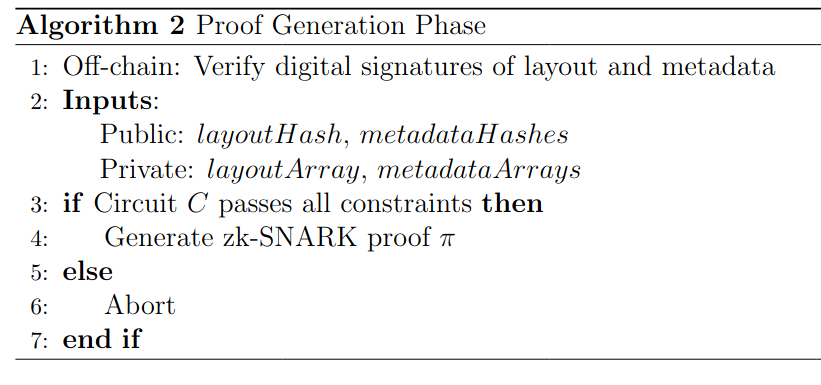 Algorithm 2 Proof Generation Phase
1: Off-chain: Verify digital signatures of layout and metadata
2: Inputs:
Public: layoutHash, metadataHashes
Private: layoutArray, metadataArrays
3: if Circuit C passes all constraints then
4: Generate zk-SNARK proof π
5: else
6: Abort
7: end if